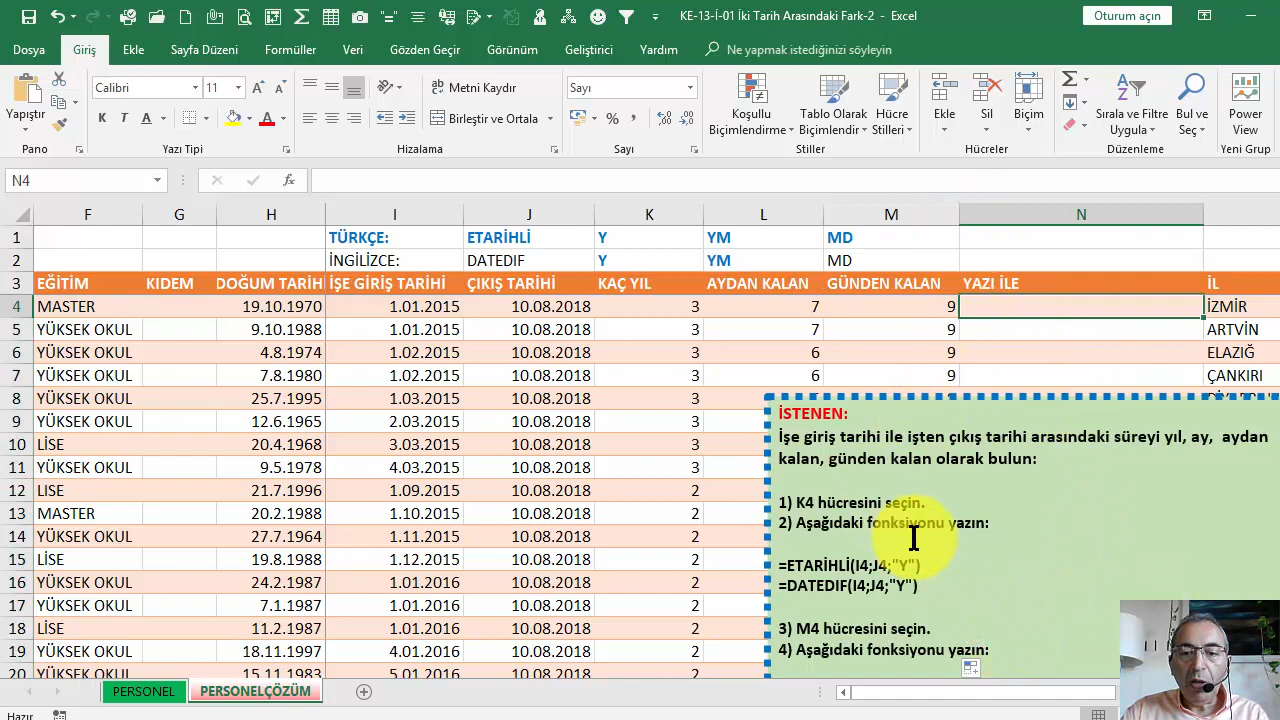 KE-13-İ-01 İki Tarih Arasındaki Fark-2 - Excel
Oturum açın
Dosya Giriş Ekle Sayfa Düzeni Formüller Veri Gözden Geçir Görünüm Geliştirici Yardım Ne yapmak istediğinizi söyleyin
Yapıştır
Calibri 11
K T A
Metni Kaydır
Birleştir ve Ortala
Sayı
Koşullu Biçimlendirme
Tablo Olarak Biçimlendir
Hücre Stilleri
Ekle Sil Biçim
Sırala ve Filtre Uygula
Bul ve Seç
Power View
Pano Yazı Tipi Hizalama Sayı Stiller Hücreler Düzenleme Yeni Grup
N4 fx
F G H I J K L M N
1 TÜRKÇE: ETARİHLİ Y YM MD
2 İNGİLİZCE: DATEDIF Y YM MD
3 EĞİTİM KIDEM DOĞUM TARİH İŞE GİRİŞ TARİHİ ÇIKIŞ TARİHİ KAÇ YIL AYDAN KALAN GÜNDEN KALAN YAZI İLE İL
4 MASTER 19.10.1970 1.01.2015 10.08.2018 3 7 9 İZMİR
5 YÜKSEK OKUL 9.10.1988 1.01.2015 10.08.2018 3 7 9 ARTVİN
6 YÜKSEK OKUL 4.8.1974 1.02.2015 10.08.2018 3 6 9 ELAZIĞ
7 YÜKSEK OKUL 7.8.1980 1.02.2015 10.08.2018 3 6 9 ÇANKIRI
8 YÜKSEK OKUL 25.7.1995 1.03.2015 10.08.2018 3
9 YÜKSEK OKUL 12.6.1965 2.03.2015 10.08.2018 3
10 LİSE 20.4.1968 3.03.2015 10.08.2018 3
11 YÜKSEK OKUL 9.5.1978 4.03.2015 10.08.2018 3
12 LISE 21.7.1996 1.09.2015 10.08.2018 2
13 MASTER 20.2.1988 1.10.2015 10.08.2018 2
14 YÜKSEK OKUL 27.7.1964 1.11.2015 10.08.2018 2
15 LİSE 19.8.1988 1.12.2015 10.08.2018 2
16 YÜKSEK OKUL 24.2.1987 1.01.2016 10.08.2018 2
17 YÜKSEK OKUL 7.1.1987 1.01.2016 10.08.2018 2
18 LİSE 11.2.1987 1.01.2016 10.08.2018 2
19 YÜKSEK OKUL 18.11.1997 4.01.2016 10.08.2018 2
20 YÜKSEK OKUL 15.11.1983 5.01.2016 10.08.2018 2
İSTENEN:
İşe giriş tarihi ile işten çıkış tarihi arasındaki süreyi yıl, ay, aydan
kalan, günden kalan olarak bulun:
1) K4 hücresini seçin.
2) Aşağıdaki fonksiyonu yazın:
=ETARİHLİ(I4;J4;"Y")
=DATEDIF(I4;J4;"Y")
3) M4 hücresini seçin.
4) Aşağıdaki fonksiyonu yazın:
PERSONEL PERSONELÇÖZÜM
Hazır